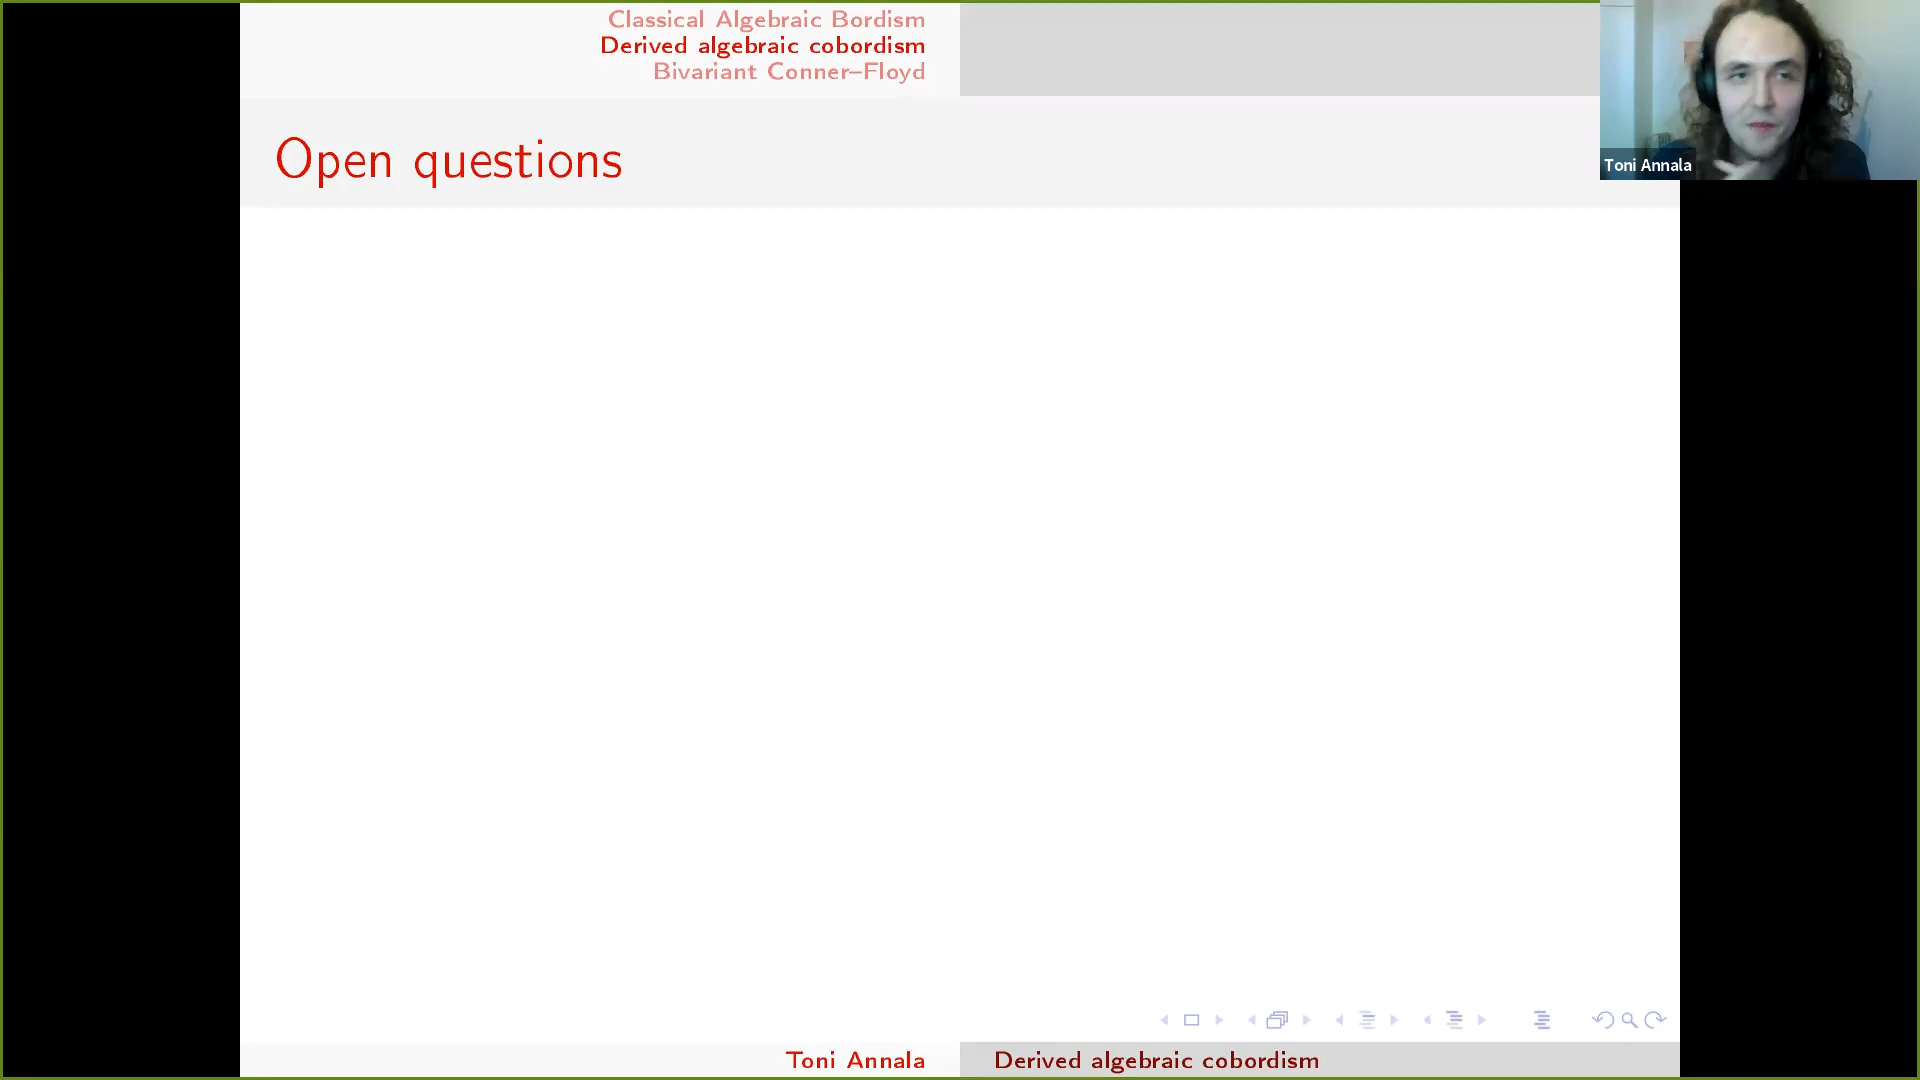 Classical Algebraic Bordism
Derived algebraic cobordism
Bivariant Conner–Floyd
Open questions
Toni Annala
Toni Annala
Derived algebraic cobordism